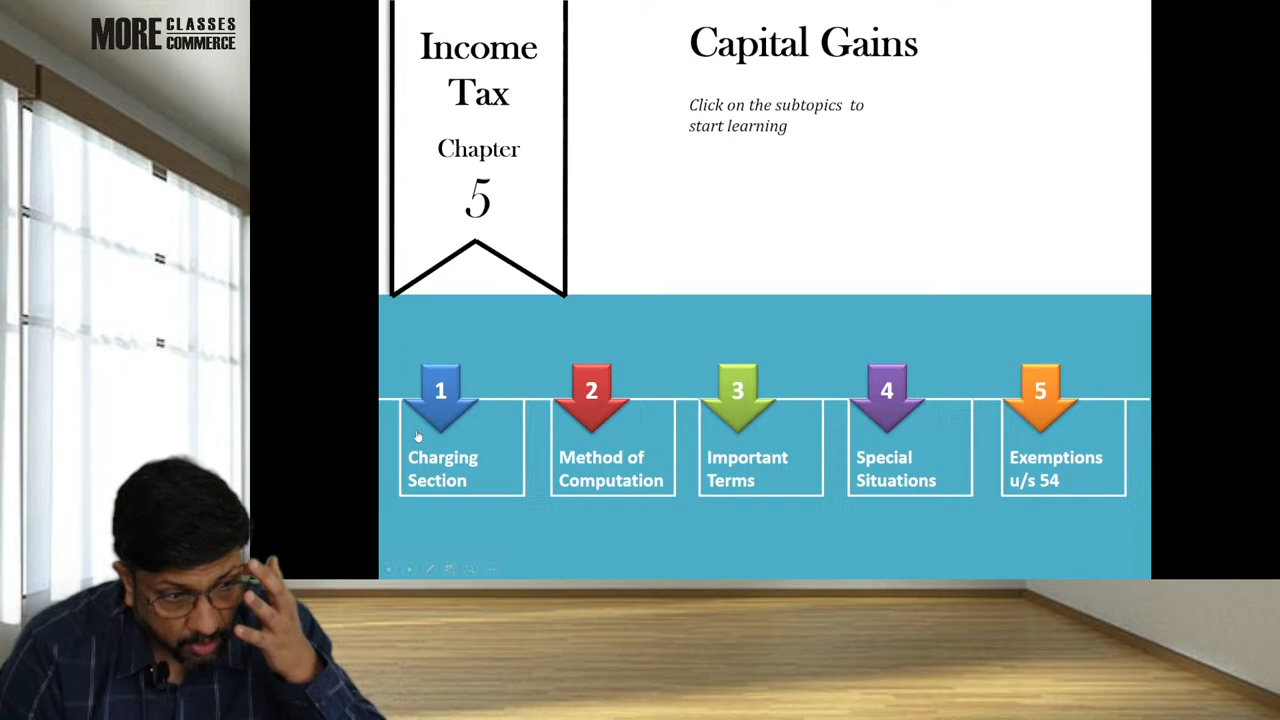 MORE CLASSES COMMERCE
Income
Tax
Chapter
5
Capital Gains
Click on the subtopics to
start learning
1
Charging
Section
2
Method of
Computation
3
Important
Terms
4
Special
Situations
5
Exemptions
u/s 54